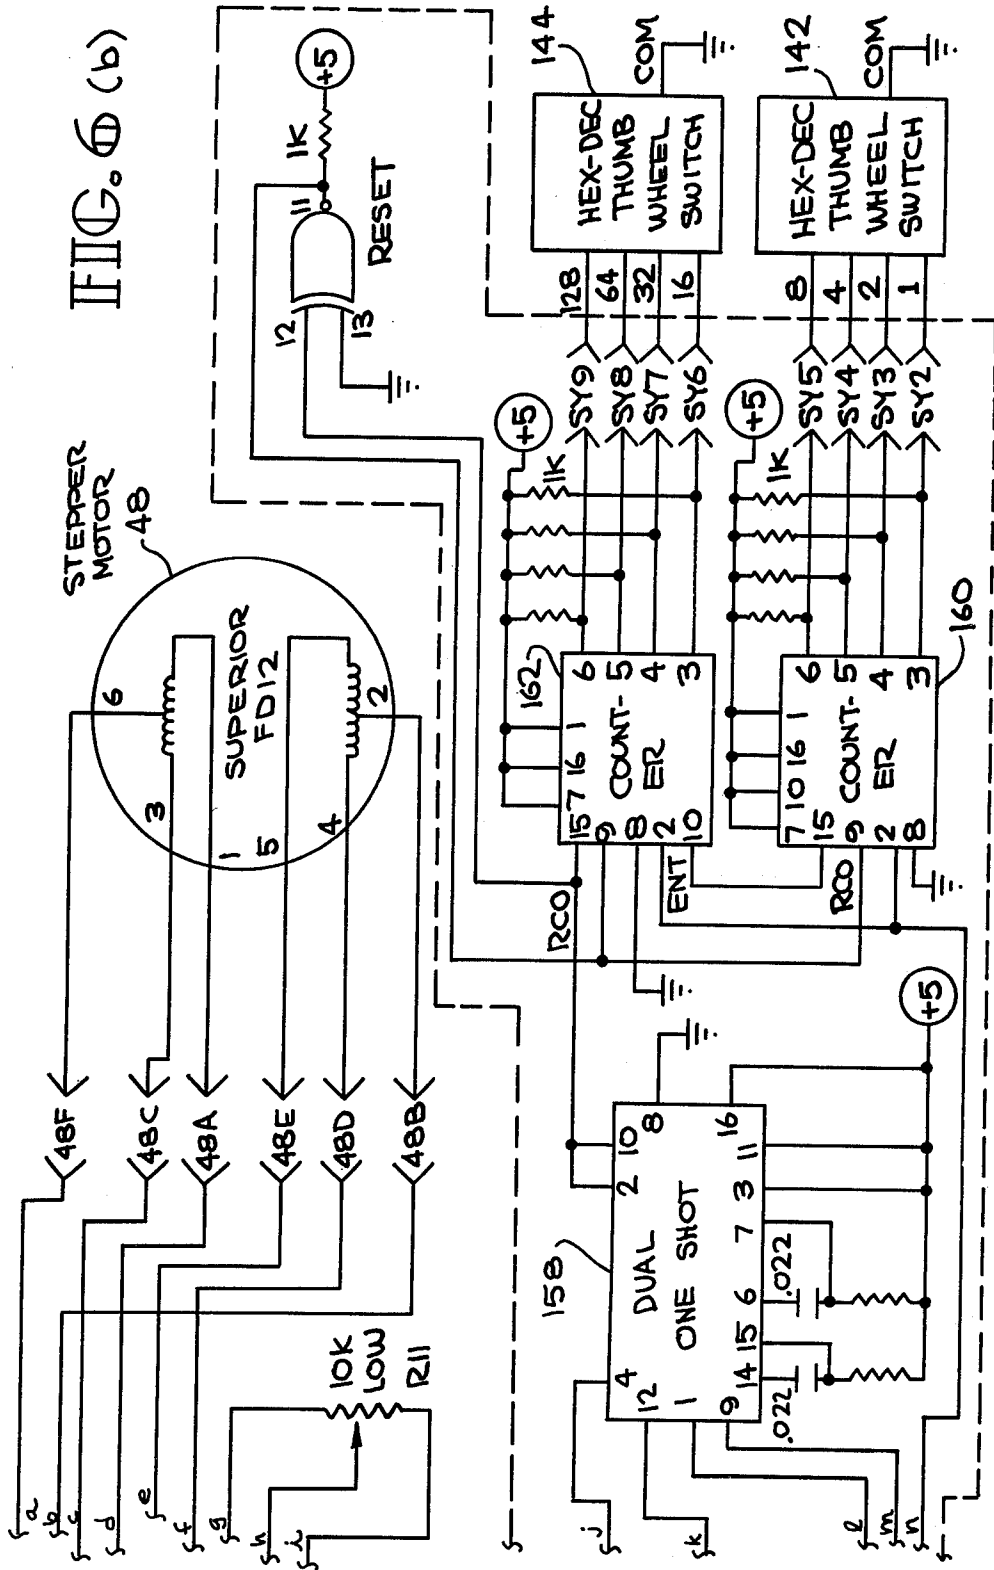 FIG. 6 (b)
STEPPER
MOTOR
48
SUPERIOR
FD12
6
3
1
5
4
2
48F
48C
48A
48E
48D
48B
a
b
c
d
e
f
g
h
i
10K
LOW
R11
+5
1K
11
RESET
12
13
144
HEX-DEC
THUMB
WHEEL
SWITCH
COM
128
64
32
16
SY9
SY8
SY7
SY6
142
HEX-DEC
THUMB
WHEEL
SWITCH
COM
8
4
2
1
SY5
SY4
SY3
SY2
+5
1K
162
COUNT-
ER
6
5
4
3
7 16 1
15
9
8
2
10
RCO
ENT
+5
1K
160
COUNT-
ER
6
5
4
3
7 10 16 1
15
9
2
8
RCO
158
DUAL
ONE SHOT
4
12
1
9
2 10
8
16
14 15 6 7 3 11
.022
.022
+5
j
k
l
m
n